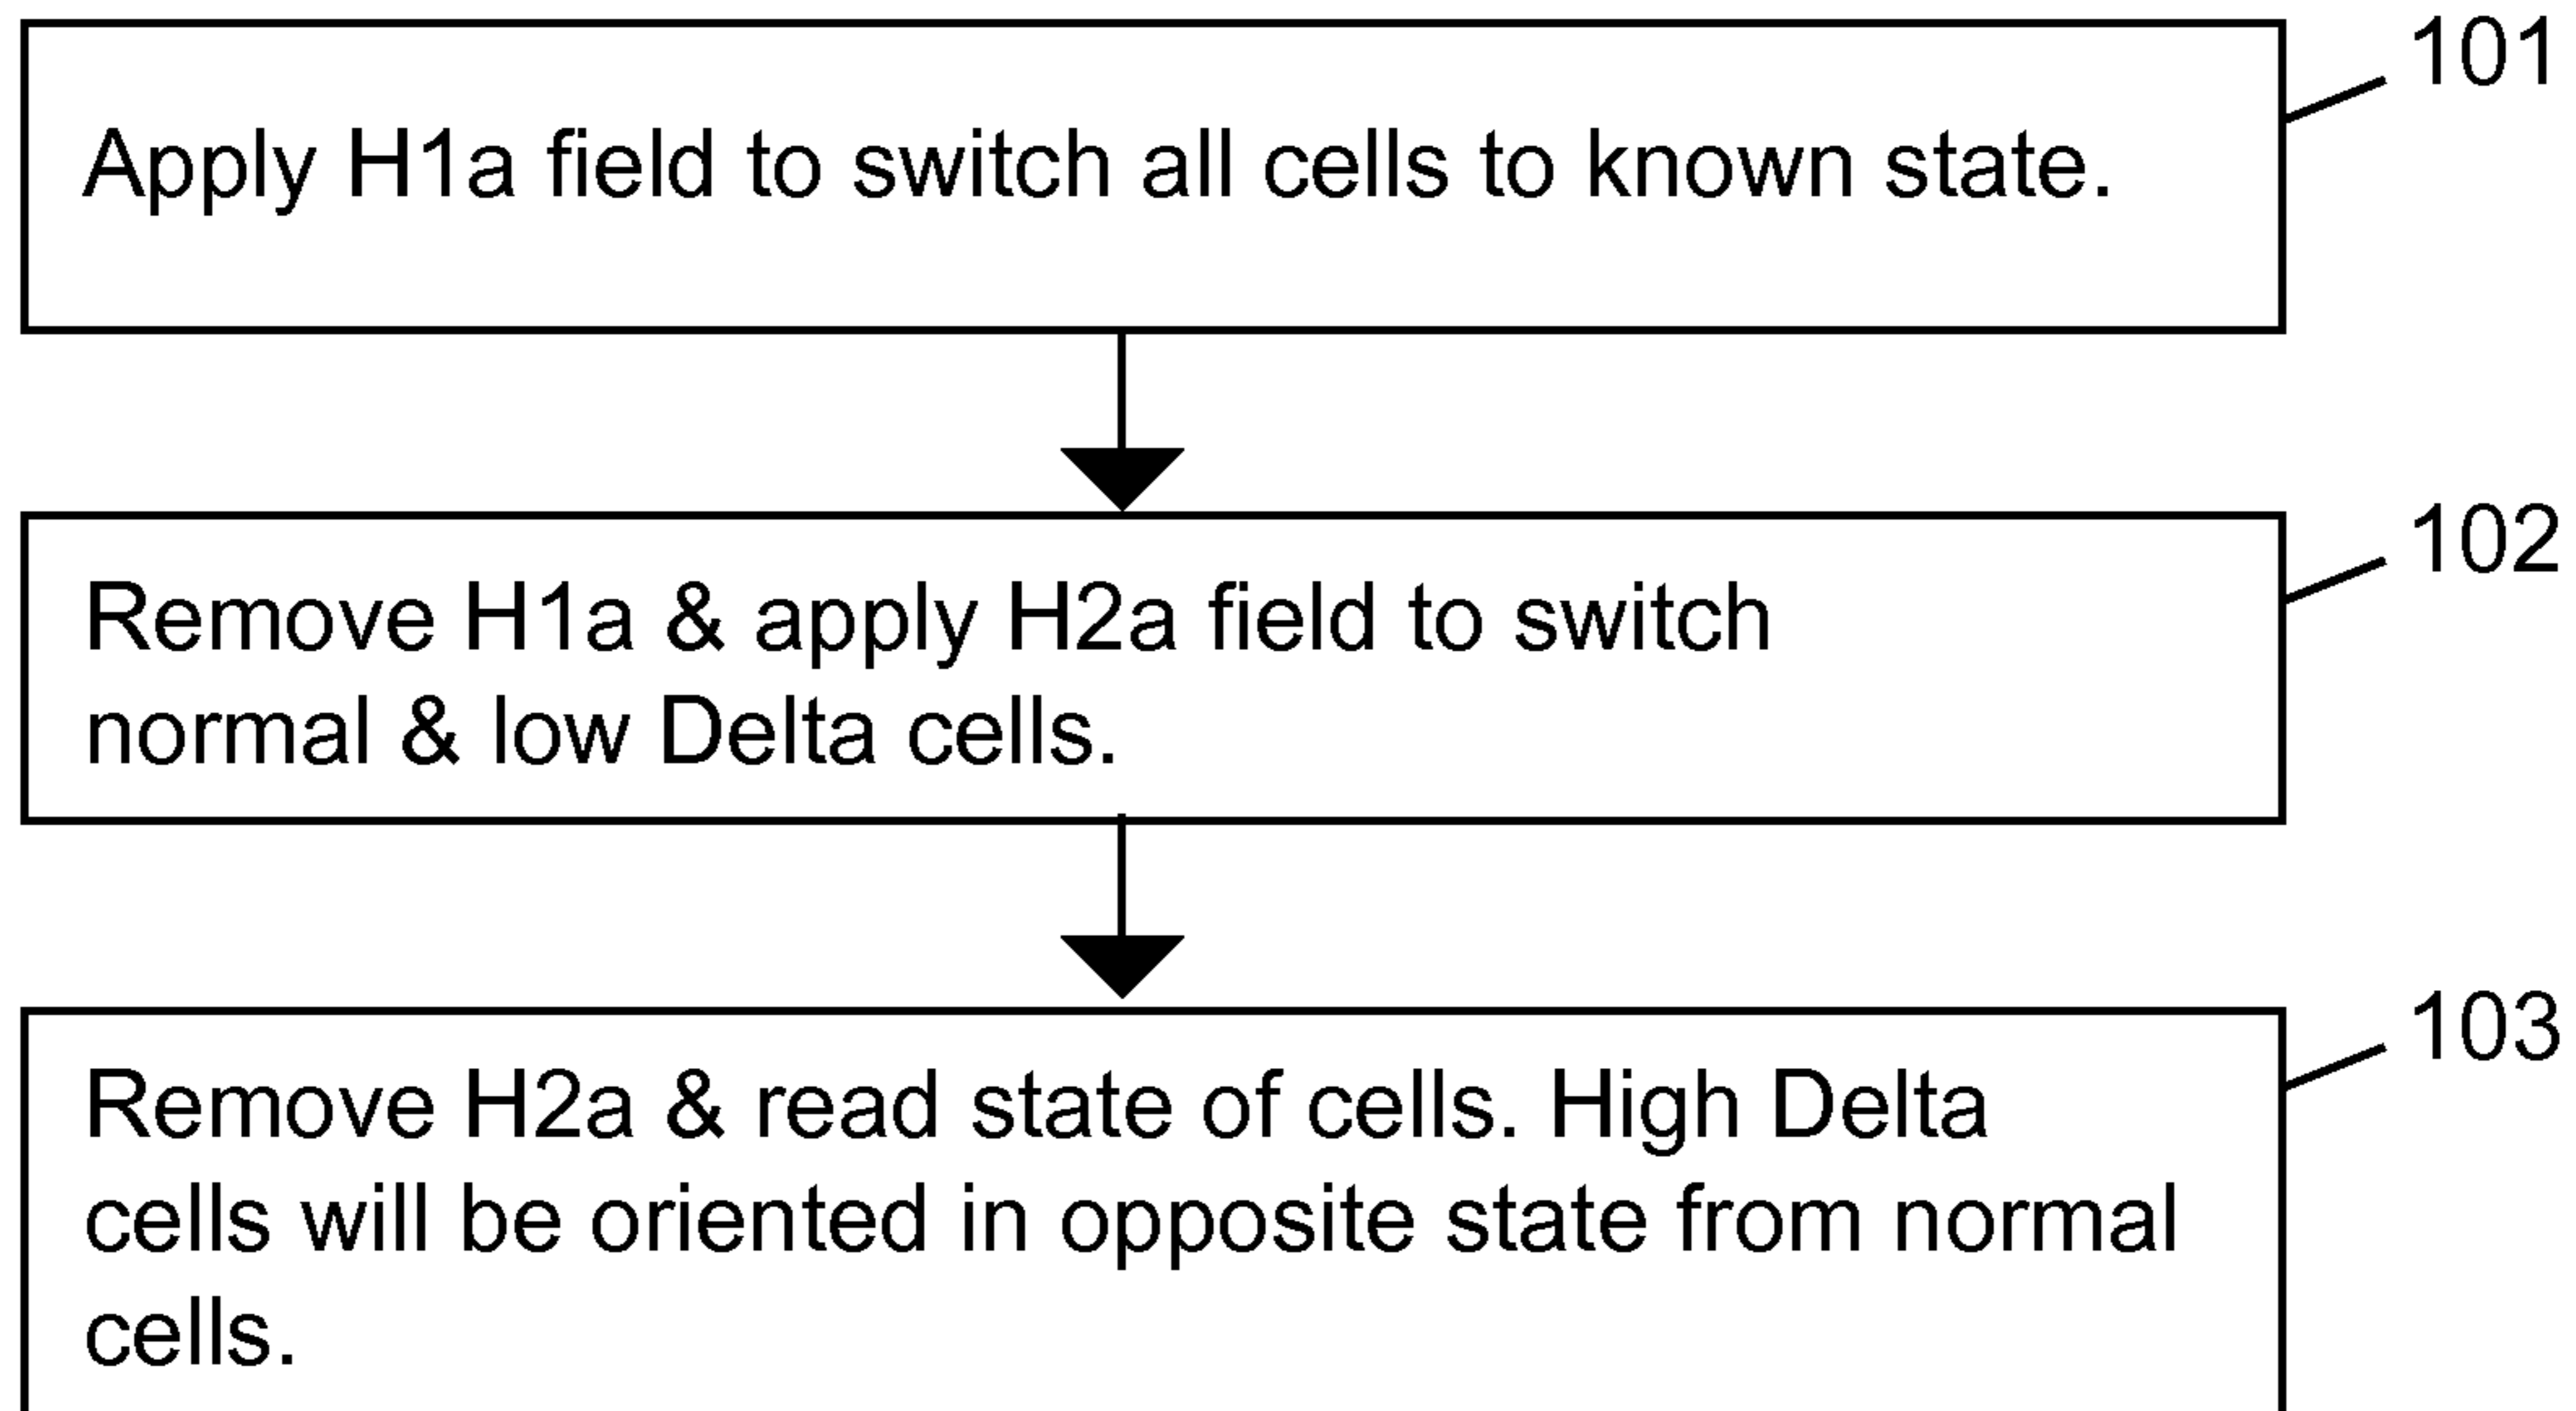 101
Apply H1a field to switch all cells to known state.
102
Remove H1a & apply H2a field to switch
normal & low Delta cells.
103
Remove H2a & read state of cells. High Delta
cells will be oriented in opposite state from normal
cells.